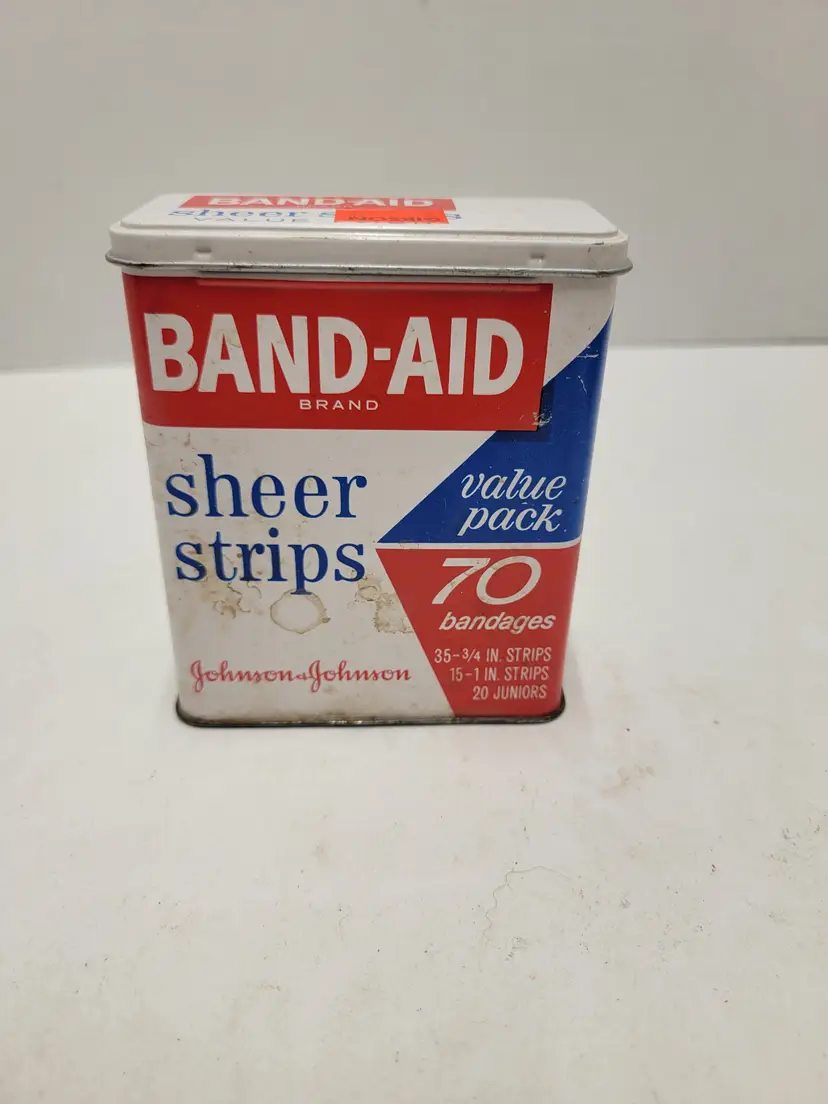 BAND-AID
sheer
VALUE
BAND-AID
BRAND
sheer
strips
value
pack
70
bandages
35-3/4 IN. STRIPS
15-1 IN. STRIPS
20 JUNIORS
Johnson & Johnson